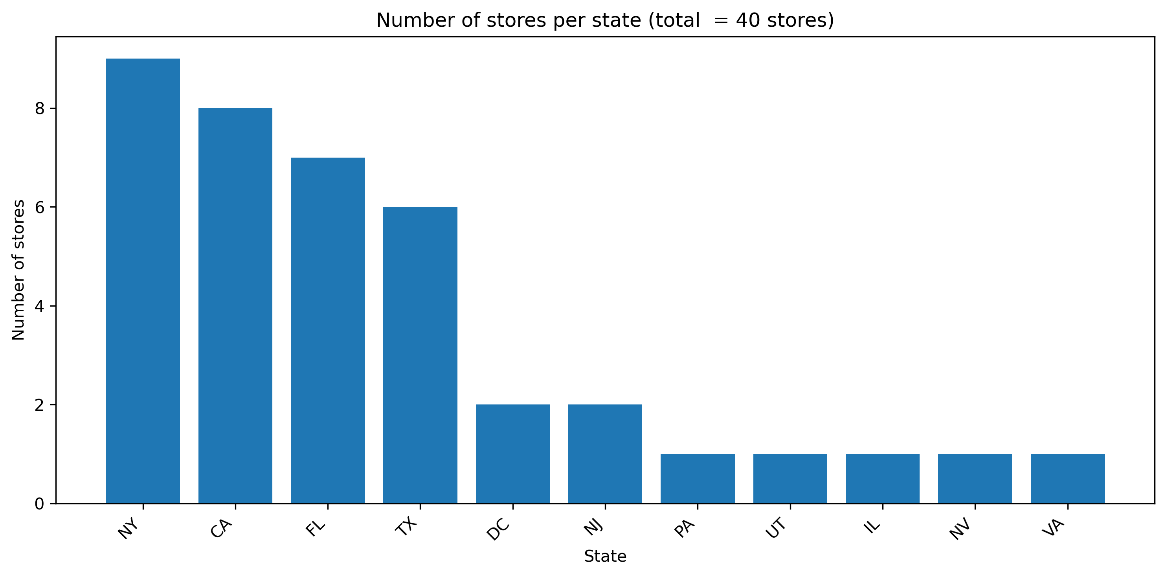 Number of stores per state (total  = 40 stores)
Number of stores
8
6
4
2
0
NY CA FL TX DC NJ PA UT IL NV VA
State